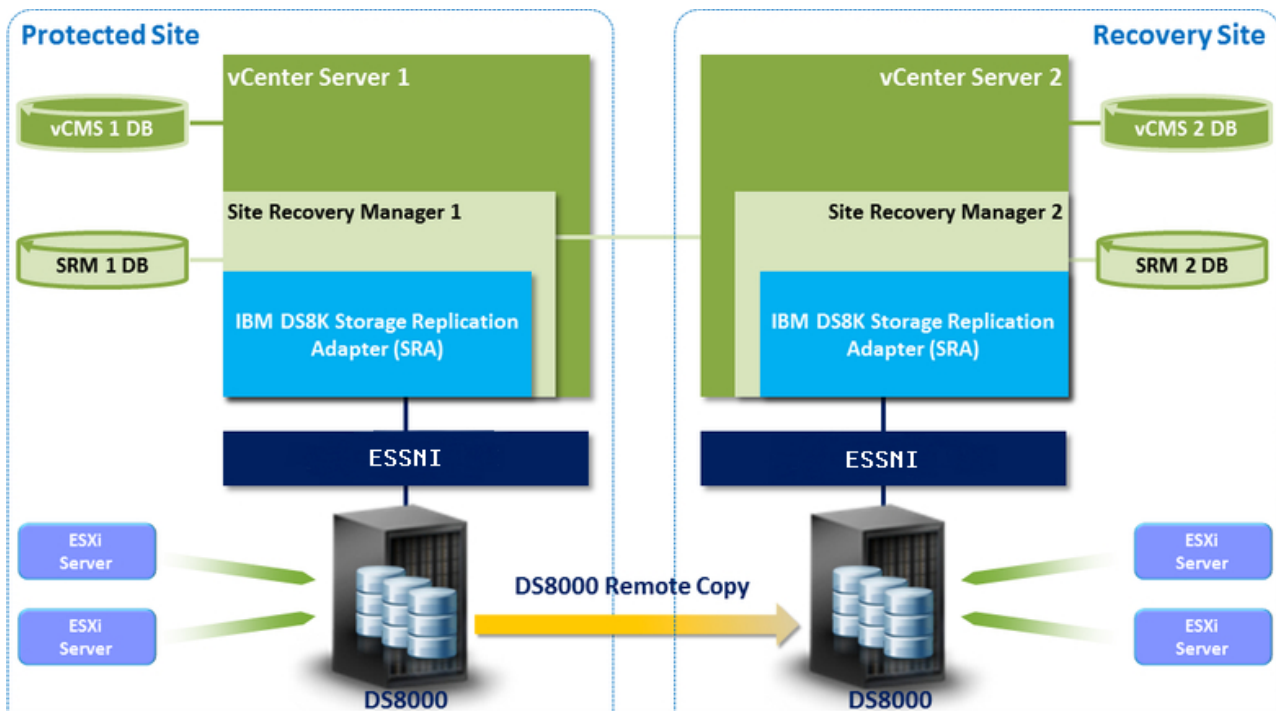 Protected Site
Recovery Site
vCenter Server 1
vCenter Server 2
vCMS 1 DB
vCMS 2 DB
Site Recovery Manager 1
Site Recovery Manager 2
SRM 1 DB
SRM 2 DB
IBM DS8K Storage Replication
Adapter (SRA)
IBM DS8K Storage Replication
Adapter (SRA)
ESSNI
ESSNI
ESXi
Server
ESXi
Server
DS8000 Remote Copy
ESXi
Server
ESXi
Server
DS8000
DS8000